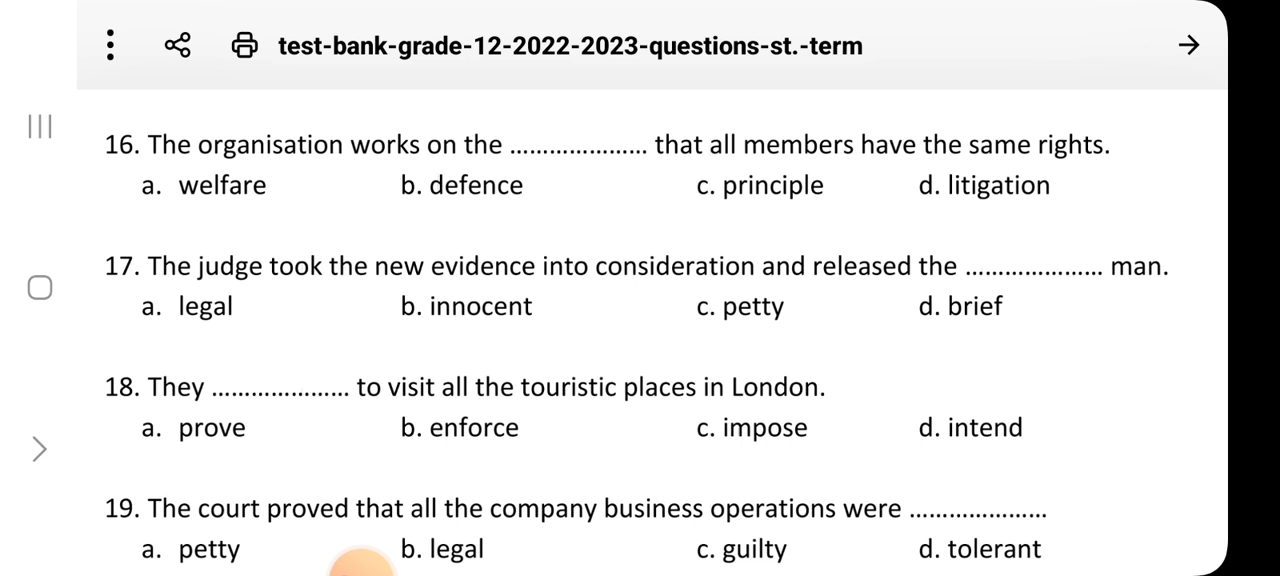 test-bank-grade-12-2022-2023-questions-st.-term
16. The organisation works on the ..................... that all members have the same rights.
a. welfare b. defence c. principle d. litigation
17. The judge took the new evidence into consideration and released the ..................... man.
a. legal b. innocent c. petty d. brief
18. They ..................... to visit all the touristic places in London.
a. prove b. enforce c. impose d. intend
19. The court proved that all the company business operations were .....................
a. petty b. legal c. guilty d. tolerant